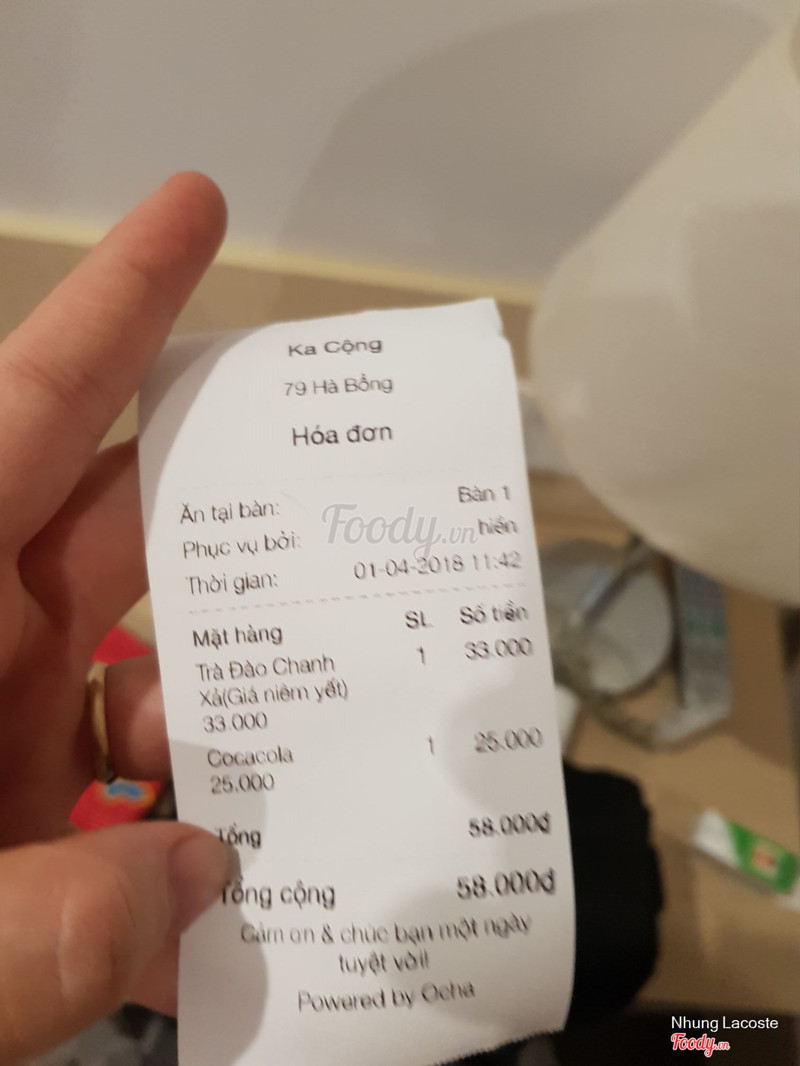 Ka Cộng
79 Hà Bổng
Hóa đơn
Ăn tại bàn: Bàn 1
Phục vụ bởi: hiền
Thời gian: 01-04-2018 11:42
Mặt hàng SL Số tiền
Trà Đào Chanh 1 33.000
Xả(Giá niêm yết)
33.000
Cocacola 1 25.000
25.000
Tổng 58.000đ
Tổng cộng 58.000đ
Cảm ơn & chúc bạn một ngày
tuyệt vời!
Powered by Ocha
Foody.vn
Nhung Lacoste
Foody.vn